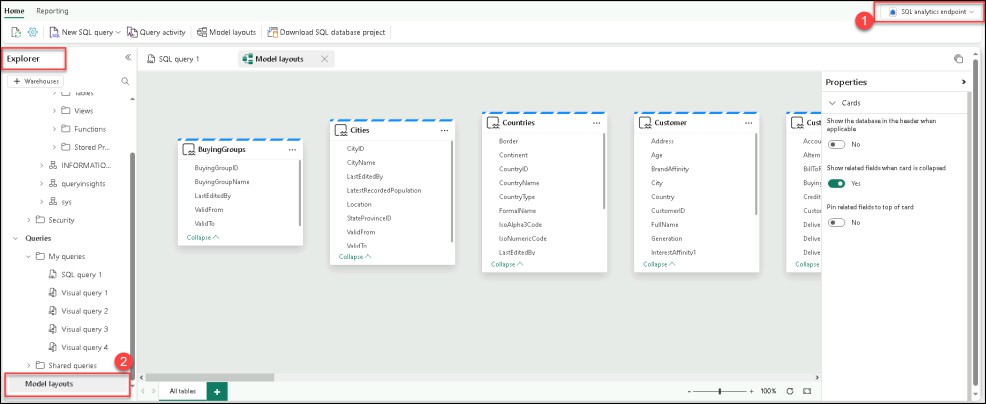 Home Reporting
1 SQL analytics endpoint
New SQL query Query activity Model layouts Download SQL database project
Explorer
+ Warehouses
Tables
Views
Functions
Stored Pr...
INFORMATIO...
queryinsights
sys
Security
Queries
My queries
SQL query 1
Visual query 1
Visual query 2
Visual query 3
Visual query 4
Shared queries
2
Model layouts
SQL query 1 Model layouts
BuyingGroups
BuyingGroupID
BuyingGroupName
LastEditedBy
ValidFrom
ValidTo
Collapse
Cities
CityID
CityName
LastEditedBy
LatestRecordedPopulation
Location
StateProvinceID
ValidFrom
ValidTo
Collapse
Countries
Border
Continent
CountryID
CountryName
CountryType
FormalName
IsoAlpha3Code
IsoNumericCode
LastEditedBy
Collapse
Customer
Address
Age
BrandAffinity
City
Country
CustomerID
FullName
Generation
InterestAffinity1
Collapse
Cust
Accou
Altern
BillToF
Buying
Credit
Custom
Delive
Delive
Delive
Collapse
Properties
Cards
Show the database in the header when
applicable
No
Show related fields when card is collapsed
Yes
Pin related fields to top of card
No
All tables +
- + 100%